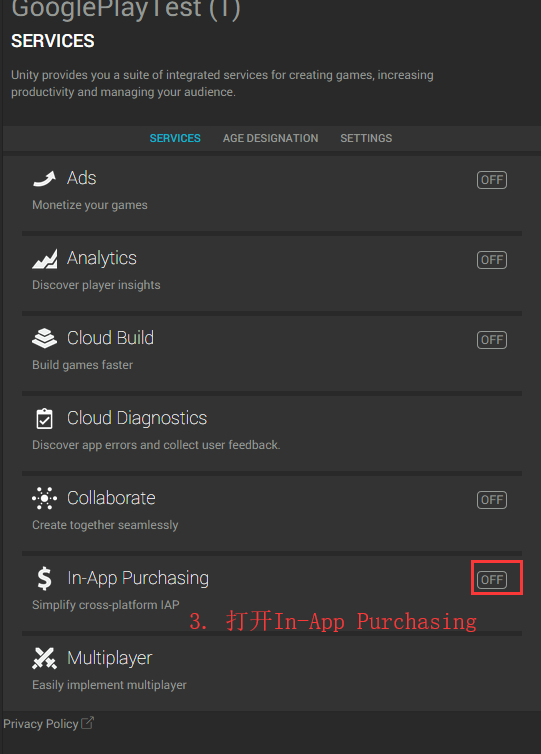 GooglePlayTest (1)
SERVICES
Unity provides you a suite of integrated services for creating games, increasing
productivity and managing your audience.
SERVICES AGE DESIGNATION SETTINGS
Ads OFF
Monetize your games
Analytics OFF
Discover player insights
Cloud Build OFF
Build games faster
Cloud Diagnostics
Discover app errors and collect user feedback.
Collaborate OFF
Create together seamlessly
In-App Purchasing OFF
Simplify cross-platform IAP
3. 打开In-App Purchasing
Multiplayer
Easily implement multiplayer
Privacy Policy